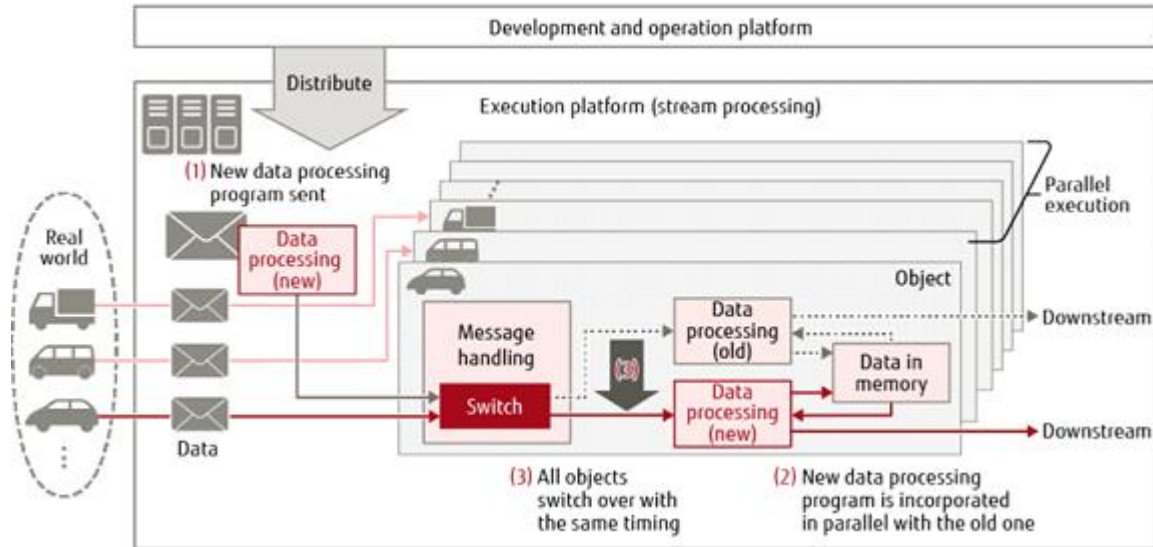 Development and operation platform
Distribute
Execution platform (stream processing)
(1) New data processing
program sent
Parallel
execution
Real
world
Data
processing
(new)
Object
Message
handling
Switch
(3)
Data
processing
(old)
Downstream
Data in
memory
Data
processing
(new)
Downstream
Data
(3) All objects
switch over with
the same timing
(2) New data processing
program is incorporated
in parallel with the old one